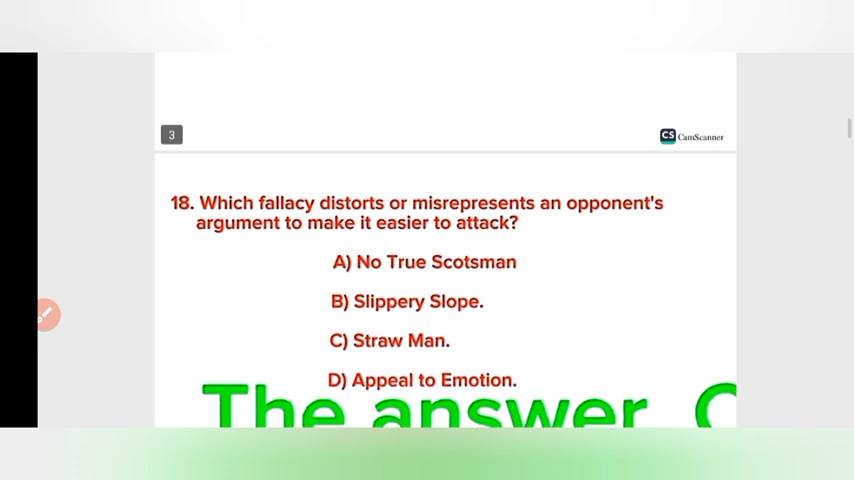 3
CS CamScanner
18. Which fallacy distorts or misrepresents an opponent's
argument to make it easier to attack?
A) No True Scotsman
B) Slippery Slope.
C) Straw Man.
D) Appeal to Emotion.
The answer C